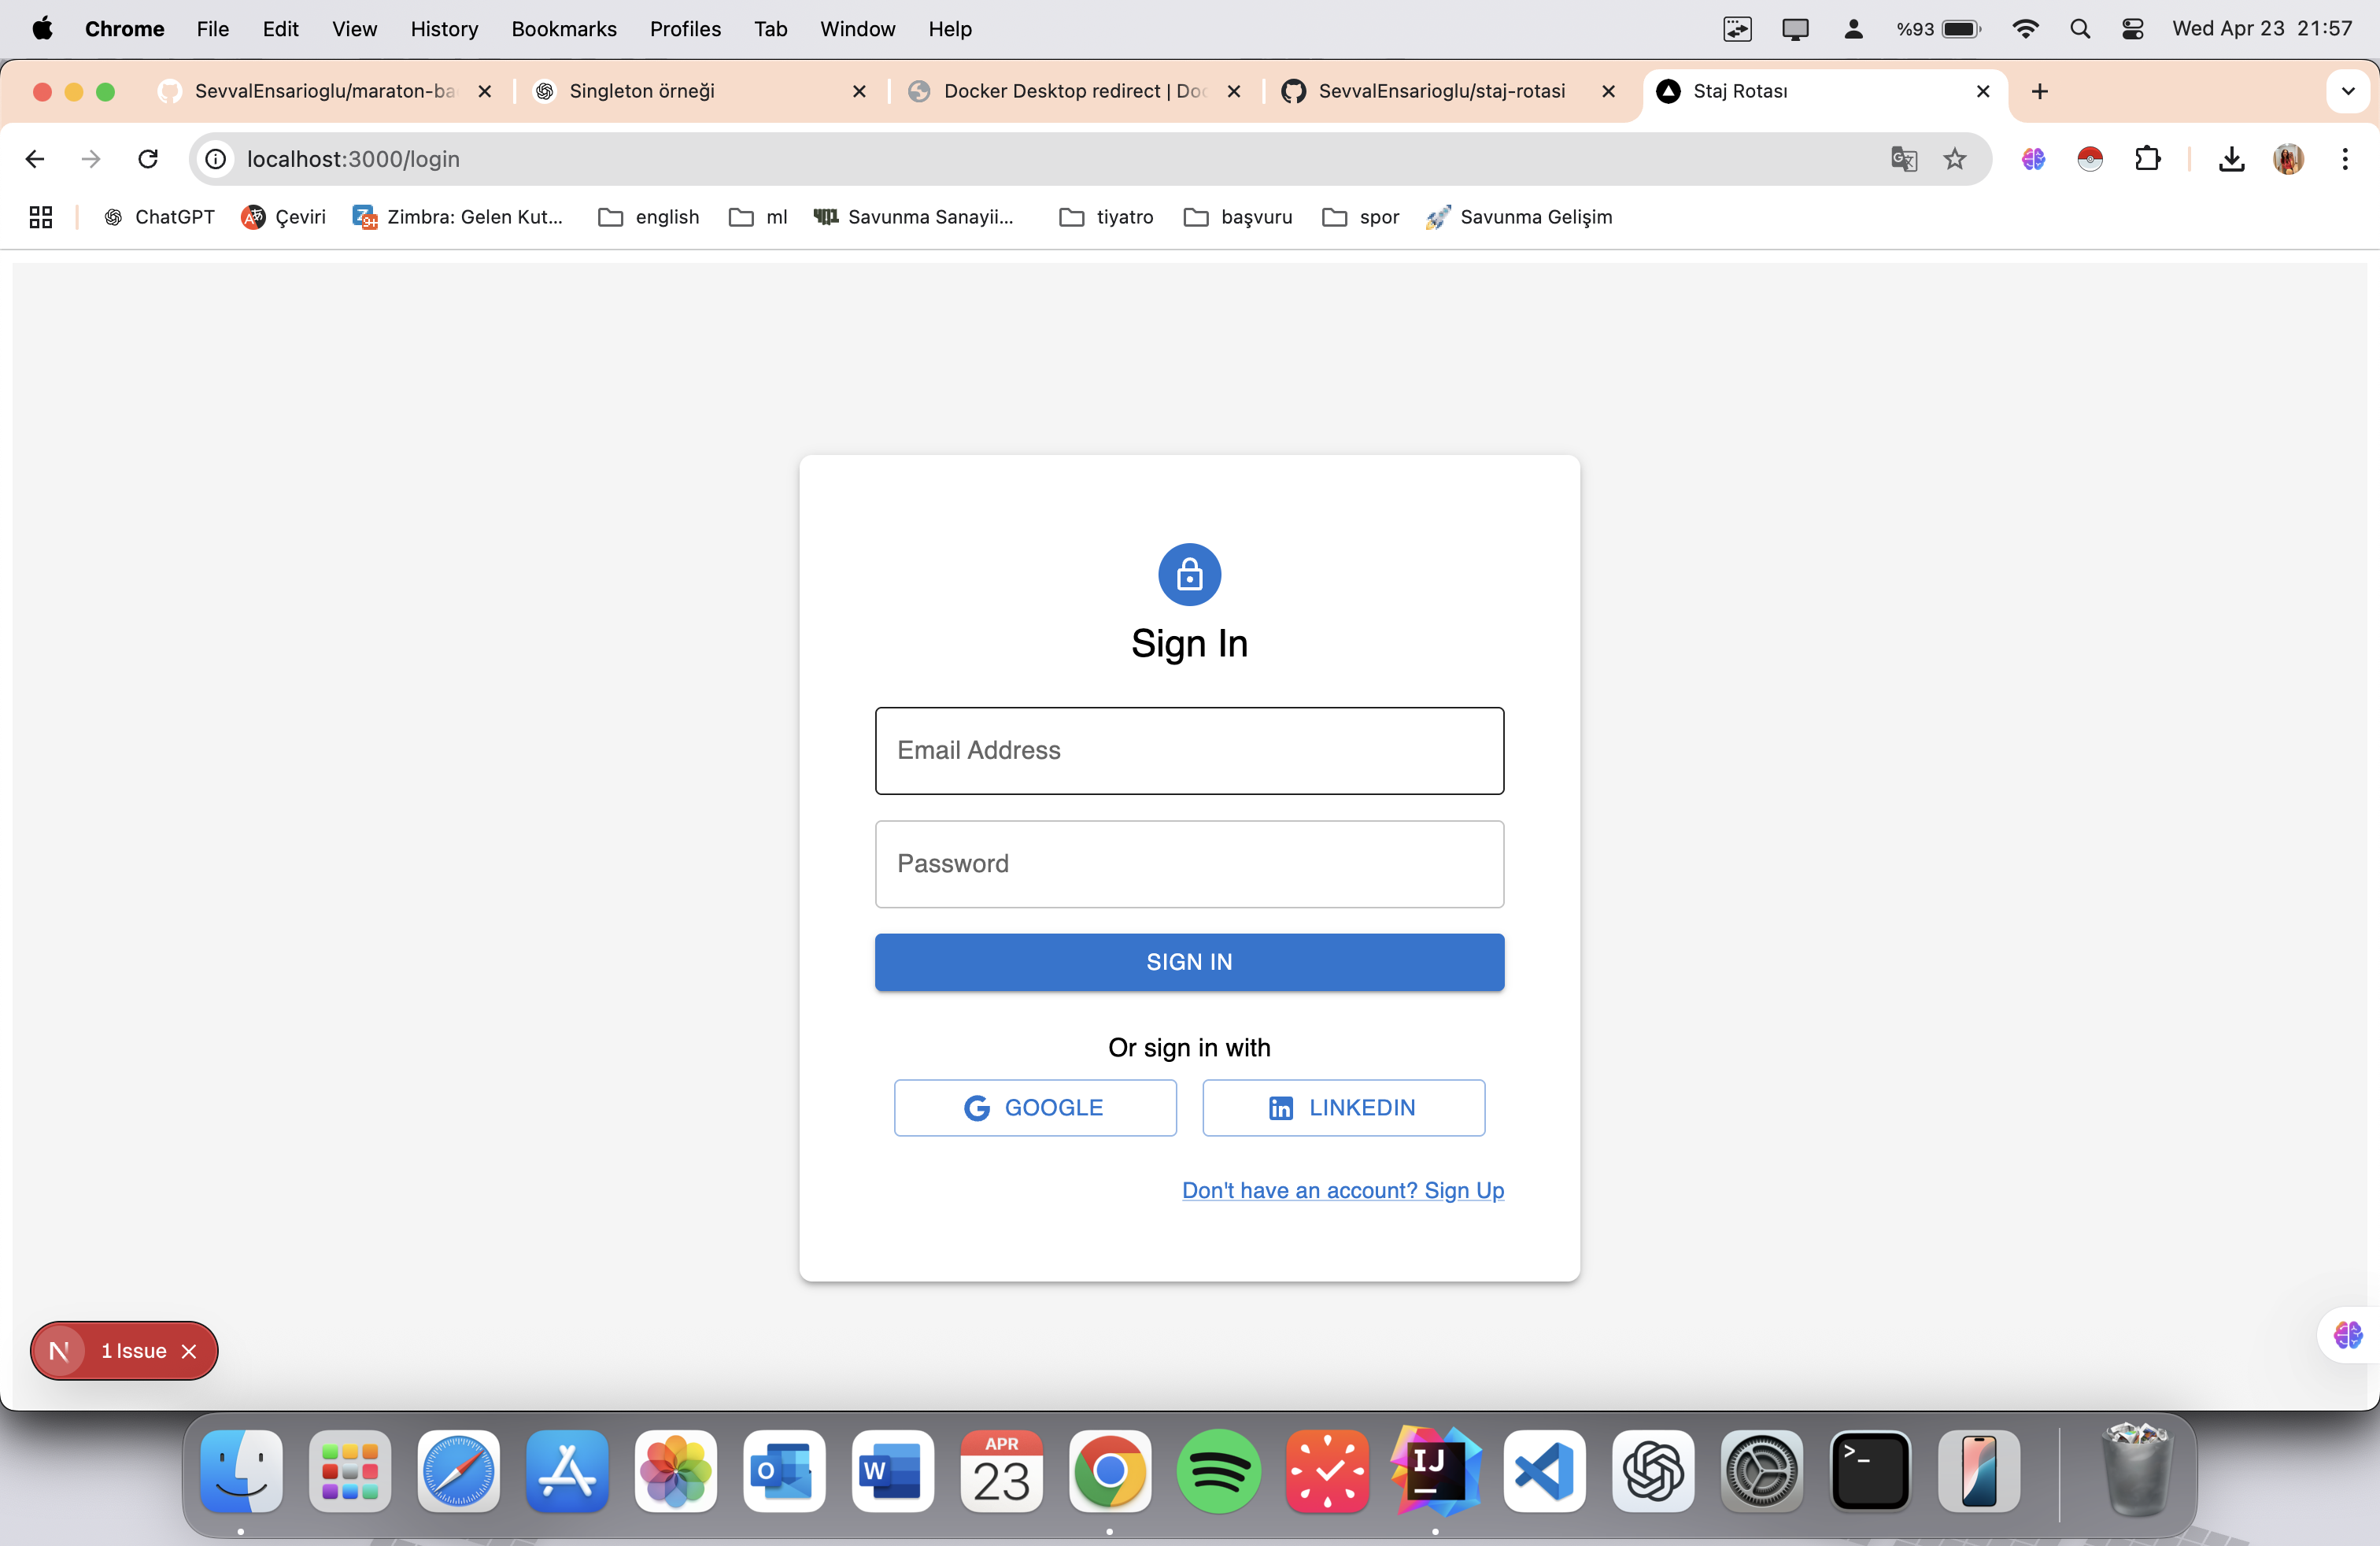 Chrome File Edit View History Bookmarks Profiles Tab Window Help %93 Wed Apr 23 21:57
SevvalEnsarioglu/maraton-ba Singleton örneği Docker Desktop redirect | Doc SevvalEnsarioglu/staj-rotasi Staj Rotası
localhost:3000/login
ChatGPT Çeviri Zimbra: Gelen Kut... english ml Savunma Sanayii... tiyatro başvuru spor Savunma Gelişim
Sign In
Email Address
Password
SIGN IN
Or sign in with
GOOGLE LINKEDIN
Don't have an account? Sign Up
N 1 Issue
APR
23
O W IJ